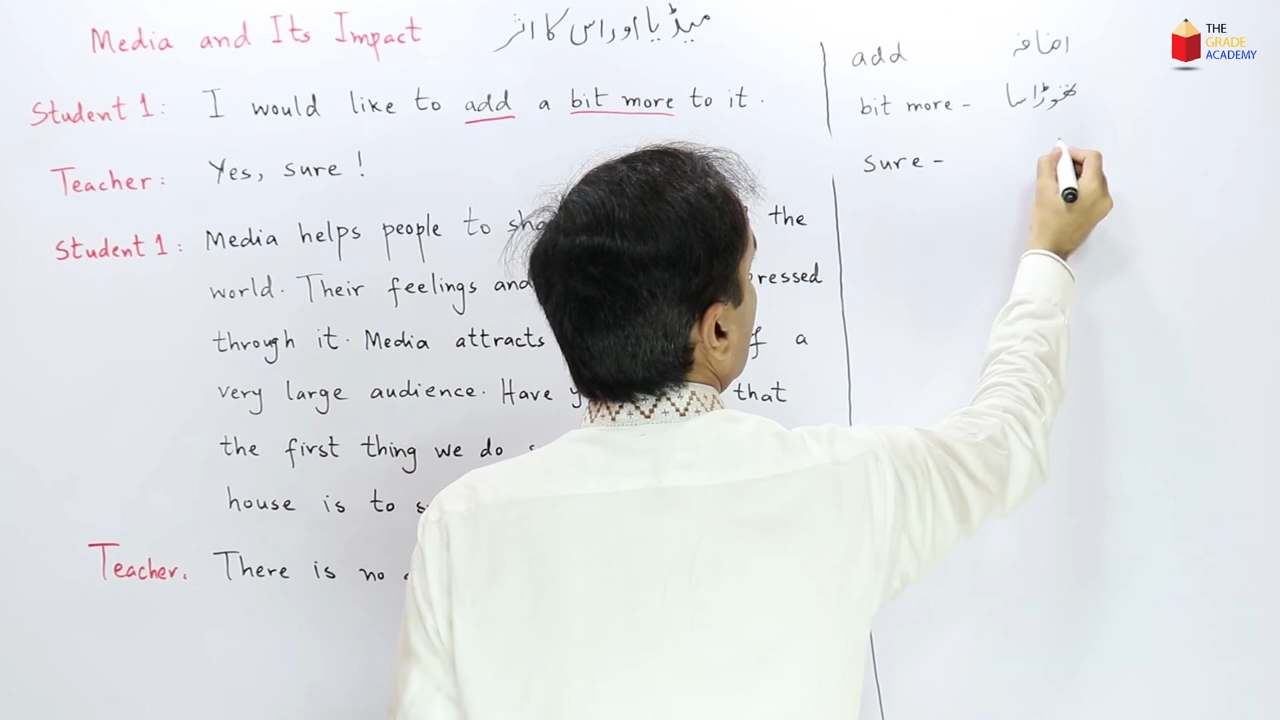 Media and Its Impact میڈیا اور اس کا اثر
Student 1: I would like to add a bit more to it.
Teacher: Yes, sure!
Student 1: Media helps people to the
world. Their feelings and
through it. Media attracts a
very large audience. Have that
the first thing we do
house is to
Teacher. There is no
add اضافہ
bit more - تھوڑا سا
Sure -
THE
GRADE
ACADEMY